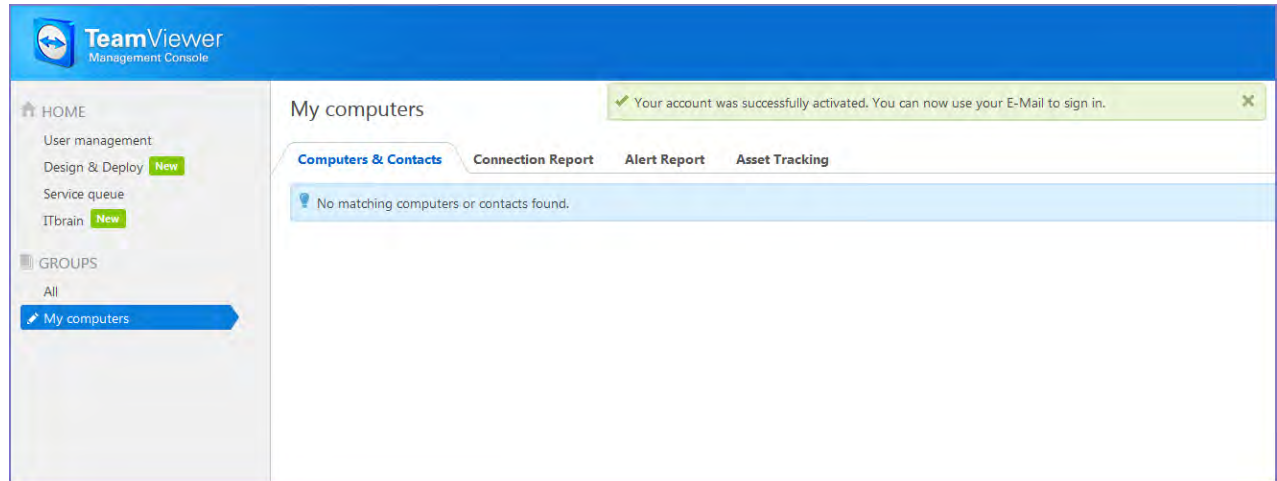 TeamViewer
Management Console
HOME
User management
Design & Deploy New
Service queue
ITbrain New
GROUPS
All
My computers
My computers
Your account was successfully activated. You can now use your E-Mail to sign in.
Computers & Contacts Connection Report Alert Report Asset Tracking
No matching computers or contacts found.